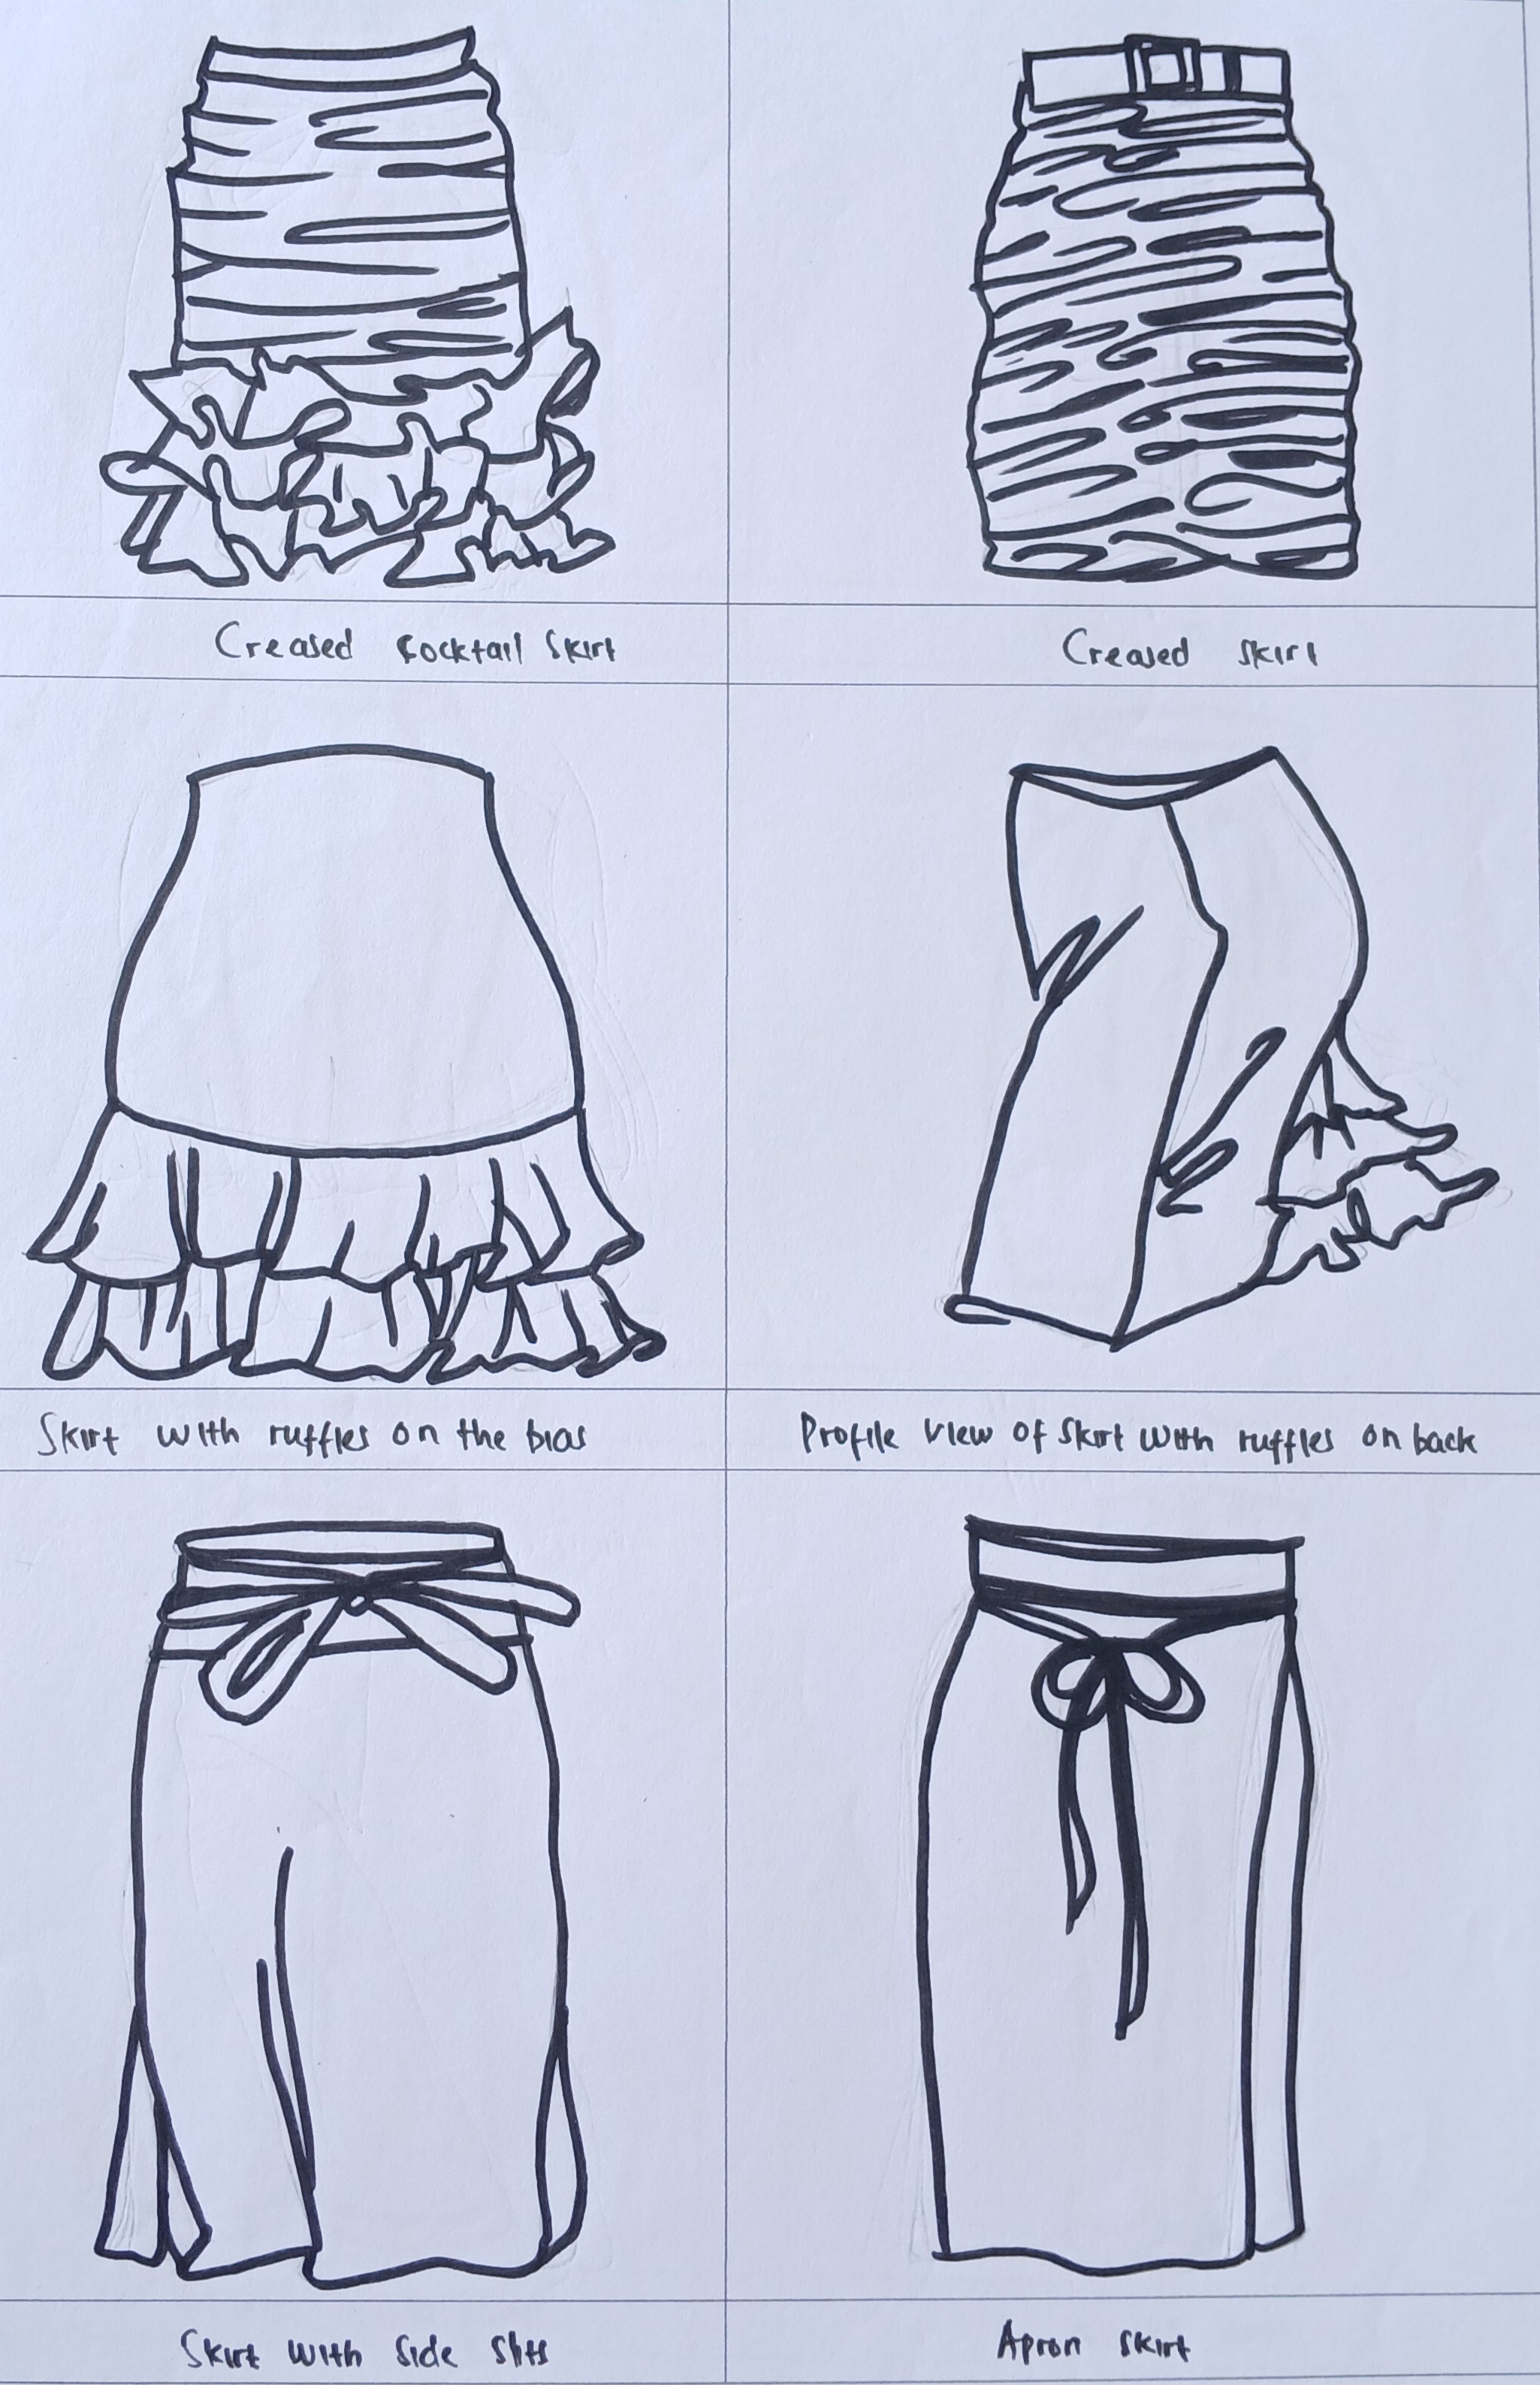 Creased Cocktail Skirt
Creased Skirt
Skirt with ruffles on the bias
Profile view of skirt with ruffles on back
Skirt with side slits
Apron skirt